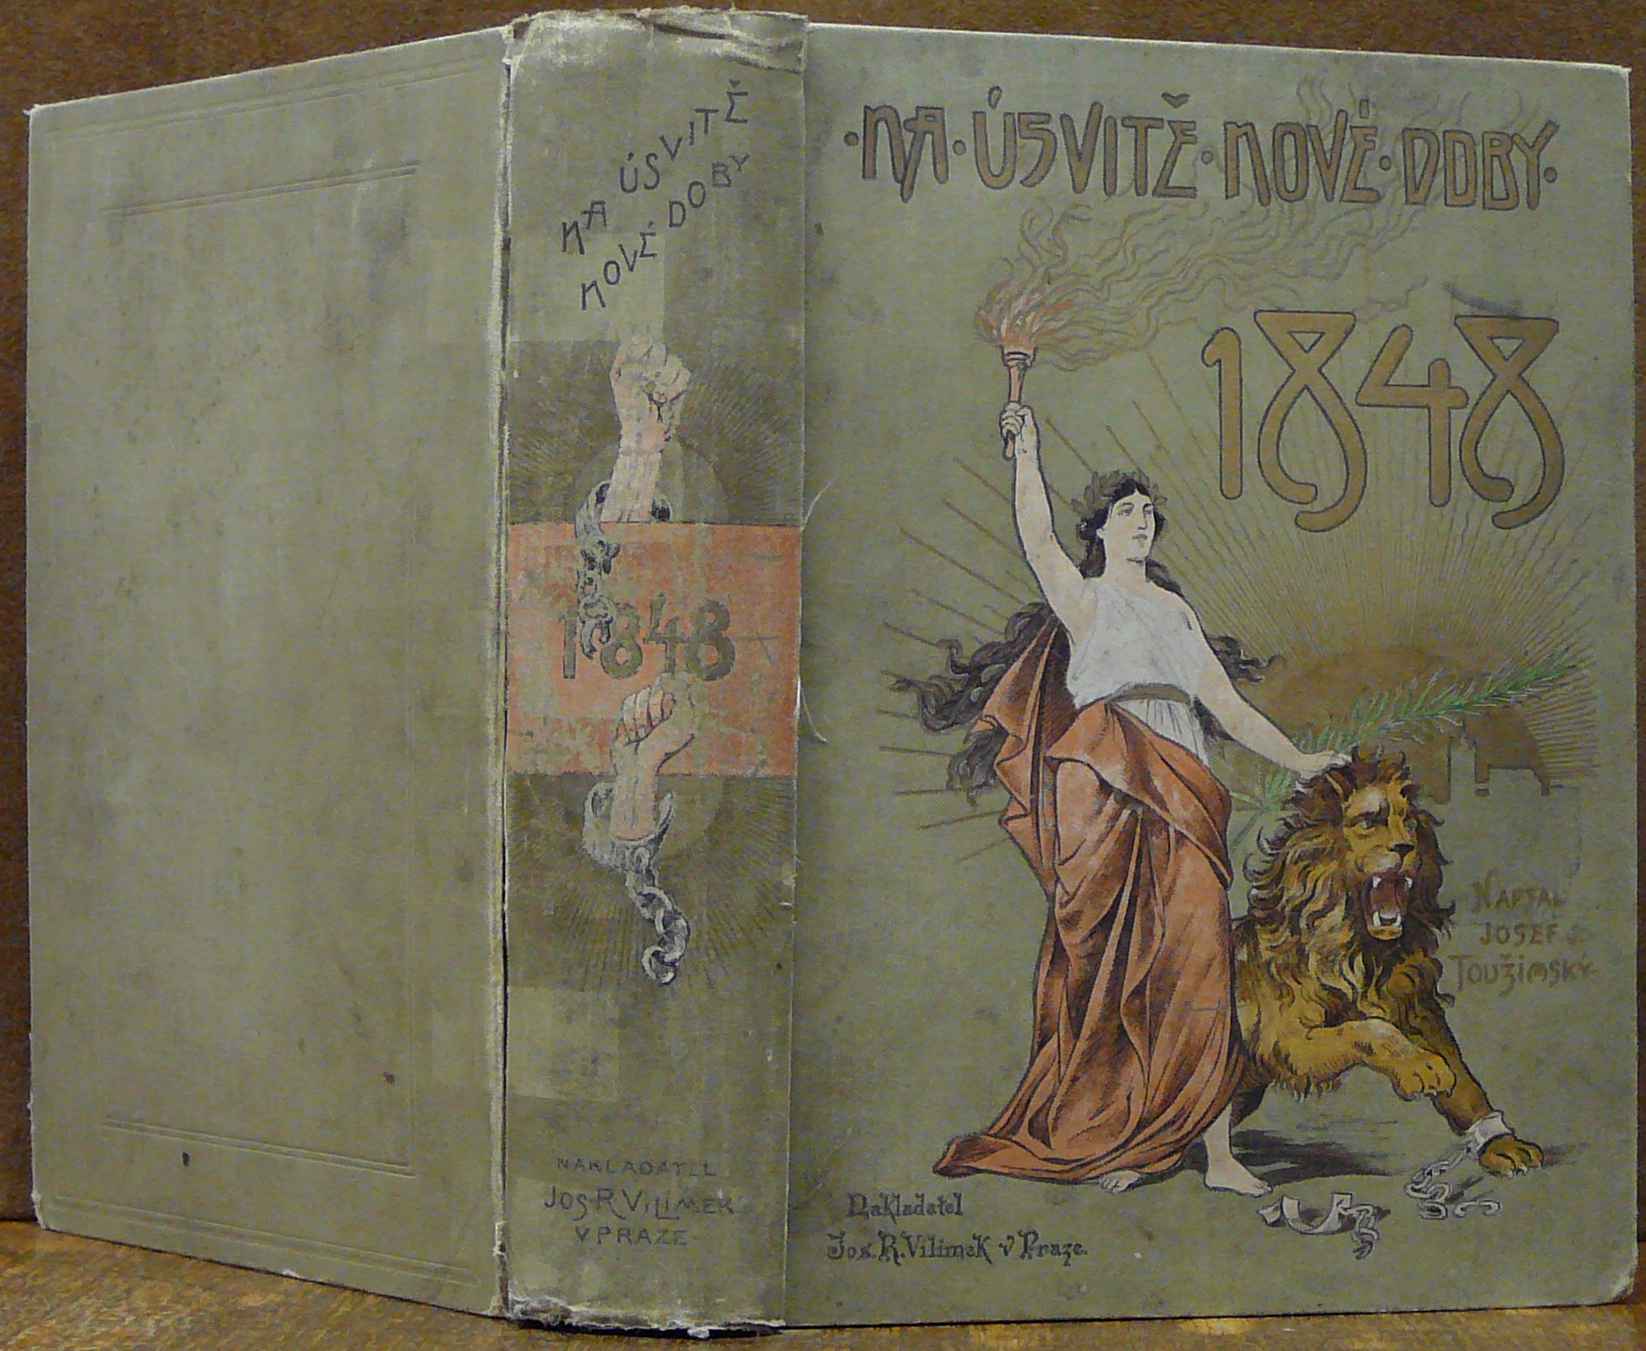 NA ÚSVITĚ
NOVÉ DOBY
1848
NAKLADATEL
JOS. R. VILÍMEK
V PRAZE
·NA·ÚSVITĚ·NOVÉ·DOBY·
1848
NAPSAL
JOSEF J.
TOUŽIMSKÝ.
Nakladatel
Jos. R. Vilímek v Praze.